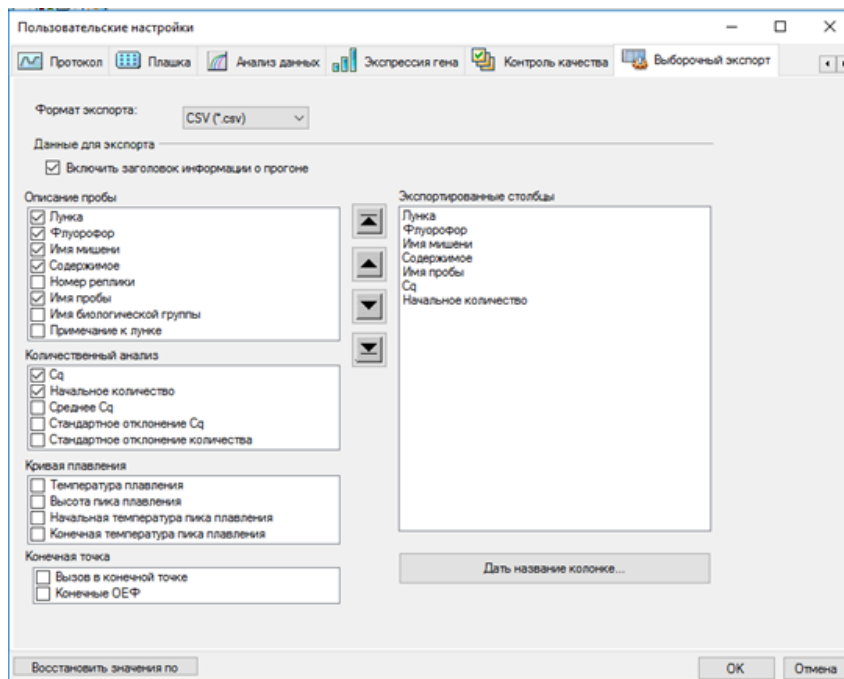 Пользовательские настройки
Протокол
Плашка
Анализ данных
Экспрессия гена
Контроль качества
Выборочный экспорт
Формат экспорта:
CSV (*.csv)
Данные для экспорта
Включить заголовок информации о прогоне
Описание пробы
Лунка
Флуорофор
Имя мишени
Содержимое
Номер реплики
Имя пробы
Имя биологической группы
Примечание к лунке
Количественный анализ
Cq
Начальное количество
Среднее Cq
Стандартное отклонение Cq
Стандартное отклонение количества
Кривая плавления
Температура плавления
Высота пика плавления
Начальная температура пика плавления
Конечная температура пика плавления
Конечная точка
Вызов в конечной точке
Конечные ОЕФ
Экспортированные столбцы
Лунка
Флуорофор
Имя мишени
Содержимое
Имя пробы
Cq
Начальное количество
Дать название колонке...
Восстановить значения по
OK
Отмена